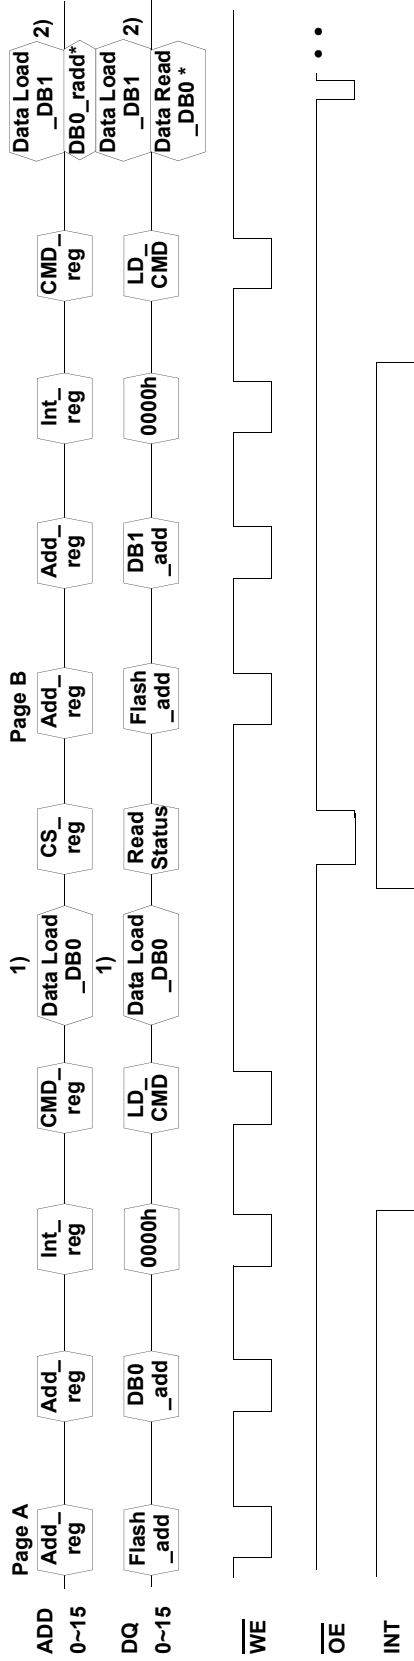 Page A
Page B
ADD
0~15
Add_
reg
Add_
reg
Int_
reg
CMD_
reg
1)
Data Load
_DB0
CS_
reg
Add_
reg
Add_
reg
Int_
reg
CMD_
reg
2)
Data Load
_DB1
DB0_radd*
DQ
0~15
Flash
_add
DB0
_add
0000h
LD_
CMD
1)
Data Load
_DB0
Read
Status
Flash
_add
DB1
_add
0000h
LD_
CMD
2)
Data Load
_DB1
Data Read
_DB0 *
WE
OE
INT